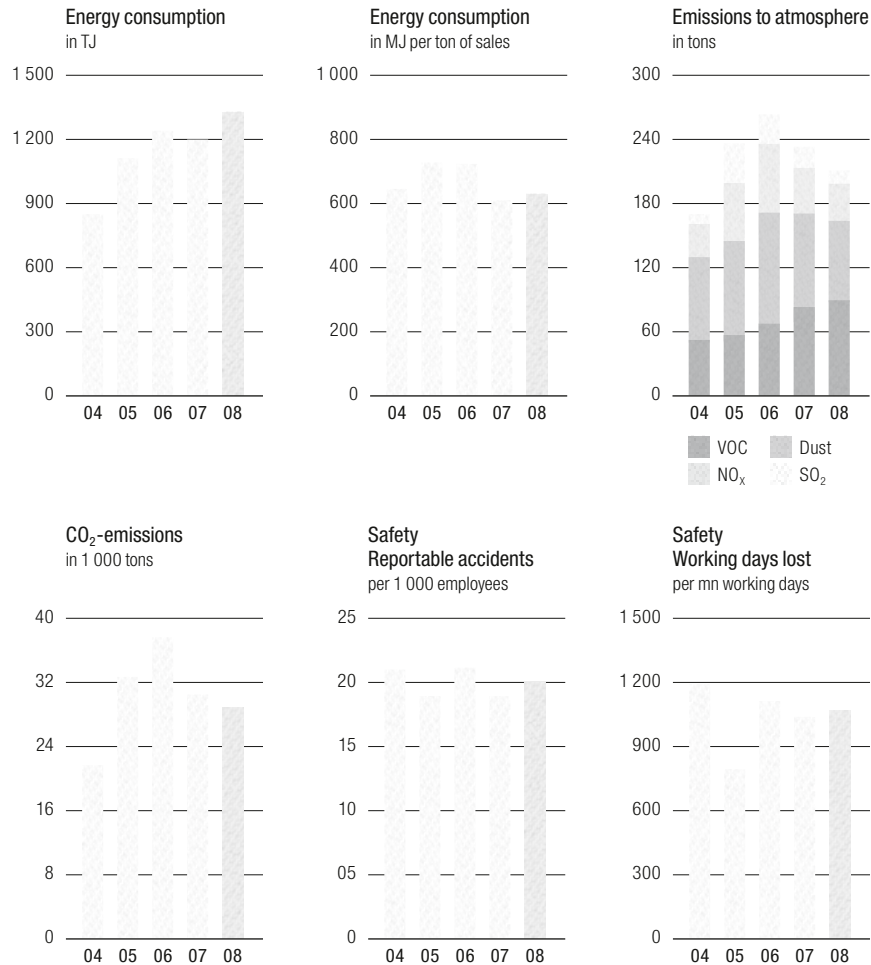 Energy consumption
in TJ
1 500
1 200
900
600
300
0
04 05 06 07 08
Energy consumption
in MJ per ton of sales
1 000
800
600
400
200
0
04 05 06 07 08
Emissions to atmosphere
in tons
300
240
180
120
60
0
04 05 06 07 08
VOC Dust
NOx SO2
CO2-emissions
in 1 000 tons
40
32
24
16
8
0
04 05 06 07 08
Safety
Reportable accidents
per 1 000 employees
25
20
15
10
05
0
04 05 06 07 08
Safety
Working days lost
per mn working days
1 500
1 200
900
600
300
0
04 05 06 07 08